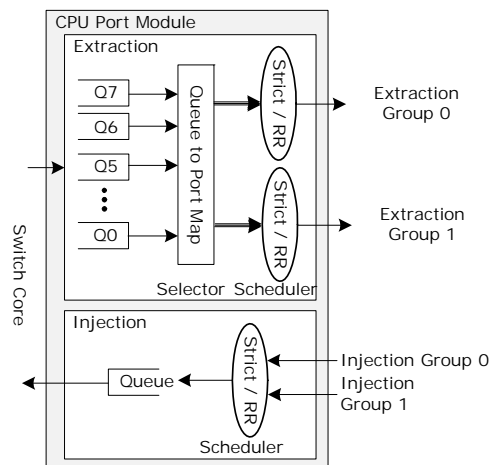 CPU Port Module
Extraction
Q7
Q6
Q5
Q0
Queue to Port Map
Strict / RR
Strict / RR
Extraction
Group 0
Extraction
Group 1
Selector Scheduler
Switch Core
Injection
Queue
Strict / RR
Scheduler
Injection Group 0
Injection
Group 1